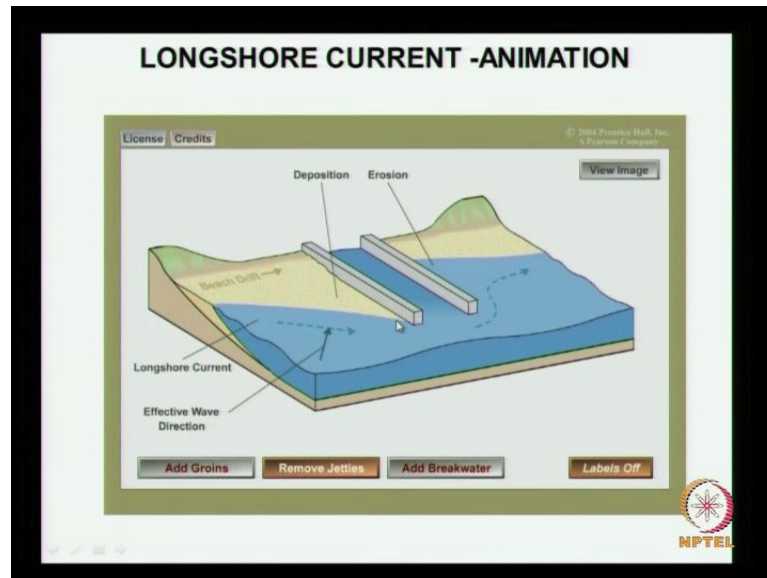 LONGSHORE CURRENT -ANIMATION
License Credits
© 2004 Prentice Hall, Inc.
A Pearson Company
View Image
Deposition Erosion
Beach Drift
Longshore Current
Effective Wave
Direction
Add Groins Remove Jetties Add Breakwater Labels Off
NPTEL